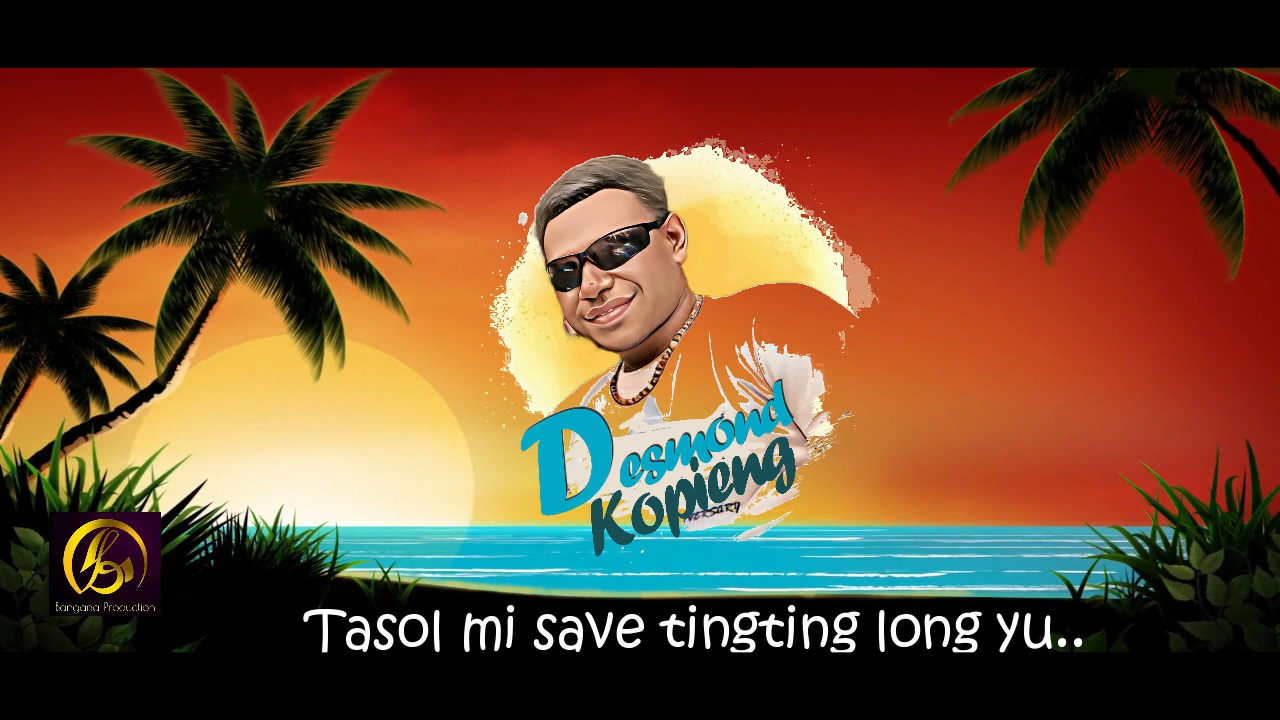 Desmond
Kopieng
Bangana Production
Tasol mi save tingting long yu..